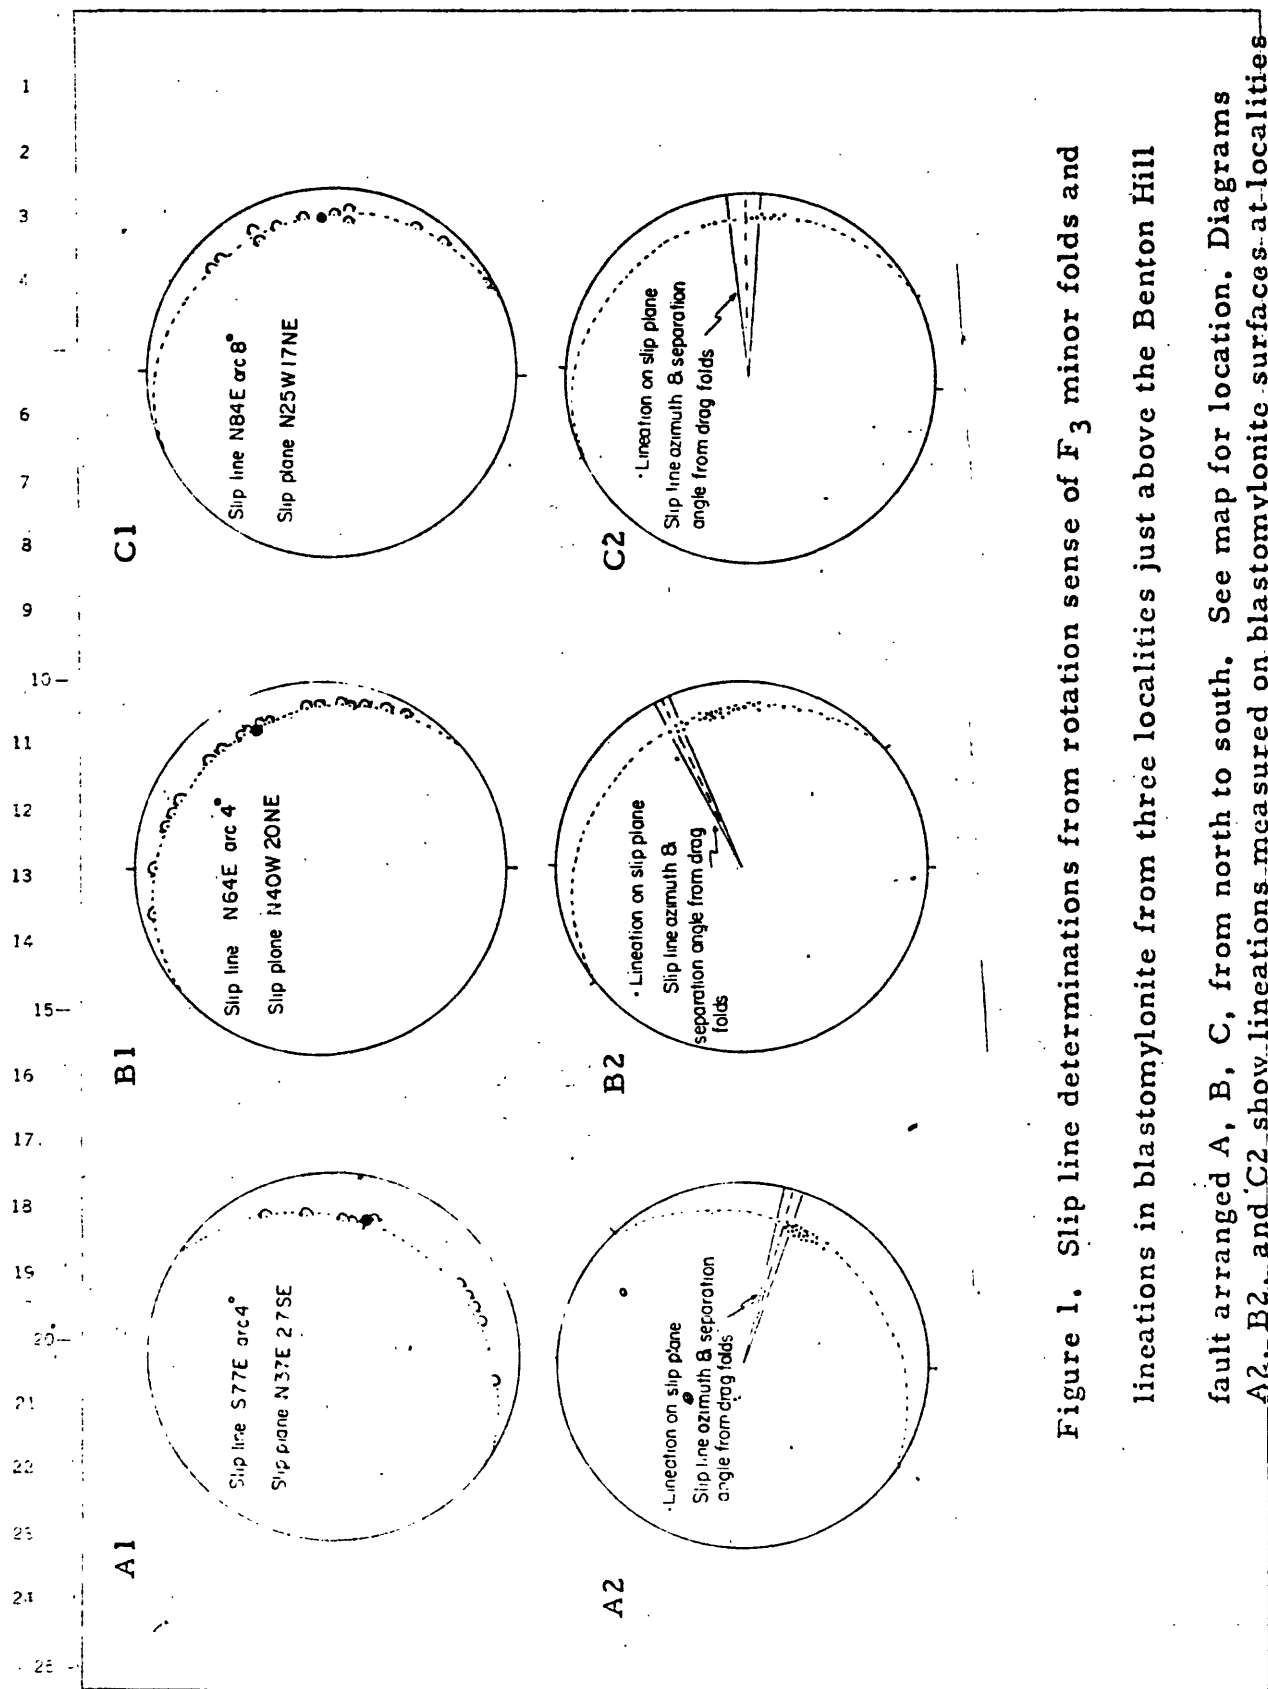 A1
Slip line S77E arc 4°
Slip plane N37E 27SE
B1
Slip line N64E arc 4°
Slip plane N40W 20NE
C1
Slip line N84E arc 8°
Slip plane N25W 17NE
A2
· Lineation on slip plane
Slip line azimuth & separation
angle from drag folds
B2
· Lineation on slip plane
Slip line azimuth &
separation angle from drag
folds
C2
· Lineation on slip plane
Slip line azimuth & separation
angle from drag folds
Figure 1. Slip line determinations from rotation sense of F3 minor folds and
lineations in blastomylonite from three localities just above the Benton Hill
fault arranged A, B, C, from north to south. See map for location. Diagrams
A2, B2, and C2 show lineations measured on blastomylonite surfaces at localities
1
2
3
4
5
6
7
8
9
10
11
12
13
14
15
16
17
18
19
20
21
22
23
24
25